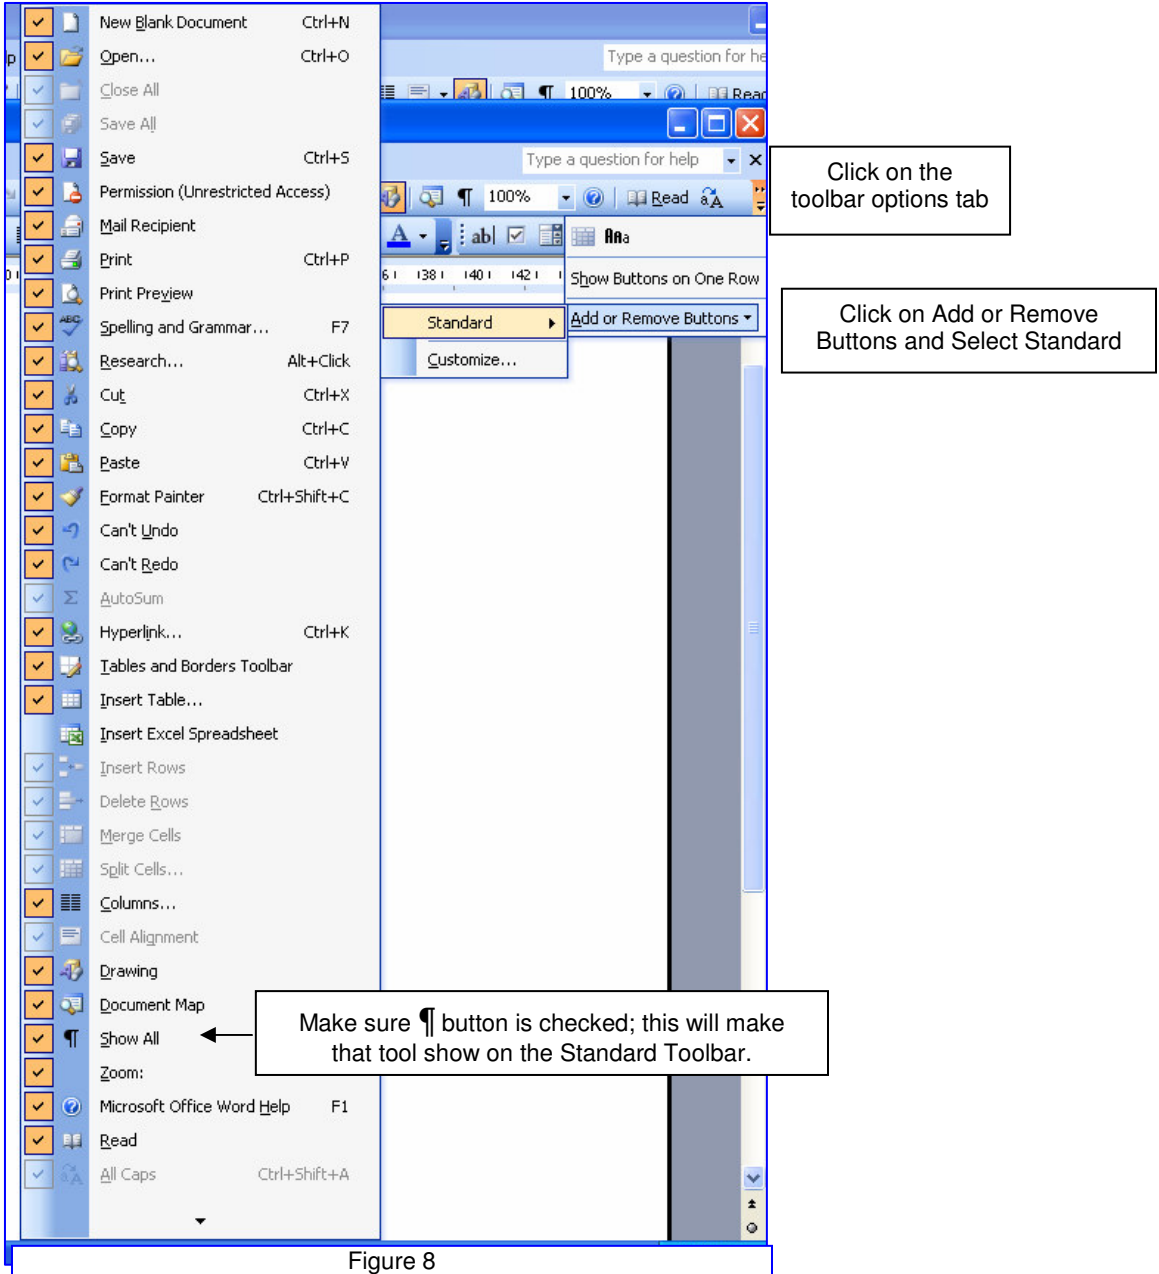 New Blank Document Ctrl+N
Open... Ctrl+O
Close All
Save All
Save Ctrl+S
Permission (Unrestricted Access)
Mail Recipient
Print Ctrl+P
Print Preview
Spelling and Grammar... F7
Research... Alt+Click
Cut Ctrl+X
Copy Ctrl+C
Paste Ctrl+V
Format Painter Ctrl+Shift+C
Can't Undo
Can't Redo
AutoSum
Hyperlink... Ctrl+K
Tables and Borders Toolbar
Insert Table...
Insert Excel Spreadsheet
Insert Rows
Delete Rows
Merge Cells
Split Cells...
Columns...
Cell Alignment
Drawing
Document Map
¶ Show All
Zoom:
Microsoft Office Word Help F1
Read
All Caps Ctrl+Shift+A
Type a question for he
¶ 100% Read
Type a question for help
¶ 100% Read
A ab
38 40 42
Show Buttons on One Row
Add or Remove Buttons
Standard
Customize...
Click on the
toolbar options tab
Click on Add or Remove
Buttons and Select Standard
Make sure ¶ button is checked; this will make
that tool show on the Standard Toolbar.
Figure 8